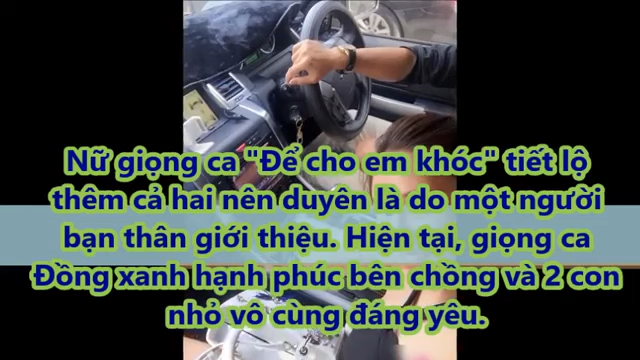 Nữ giọng ca "Để cho em khóc" tiết lộ
thêm cả hai nên duyên là do một người
bạn thân giới thiệu. Hiện tại, giọng ca
Đồng xanh hạnh phúc bên chồng và 2 con
nhỏ vô cùng đáng yêu.